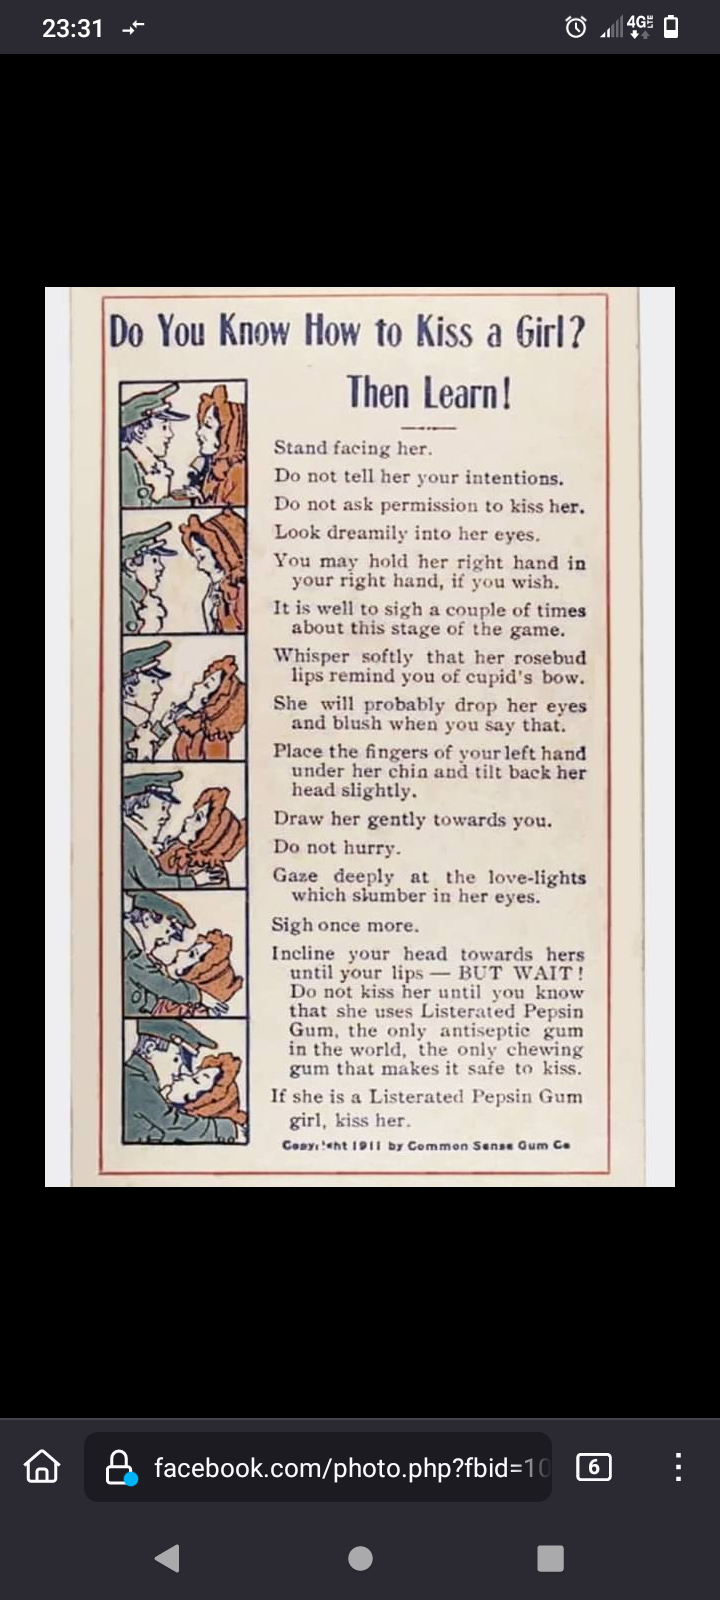 23:31
4G LTE
Do You Know How to Kiss a Girl?
Then Learn!
Stand facing her.
Do not tell her your intentions.
Do not ask permission to kiss her.
Look dreamily into her eyes.
You may hold her right hand in
your right hand, if you wish.
It is well to sigh a couple of times
about this stage of the game.
Whisper softly that her rosebud
lips remind you of cupid's bow.
She will probably drop her eyes
and blush when you say that.
Place the fingers of your left hand
under her chin and tilt back her
head slightly.
Draw her gently towards you.
Do not hurry.
Gaze deeply at the love-lights
which slumber in her eyes.
Sigh once more.
Incline your head towards hers
until your lips — BUT WAIT!
Do not kiss her until you know
that she uses Listerated Pepsin
Gum, the only antiseptic gum
in the world, the only chewing
gum that makes it safe to kiss.
If she is a Listerated Pepsin Gum
girl, kiss her.
Copyright 1911 by Common Sense Gum Co
facebook.com/photo.php?fbid=10
6